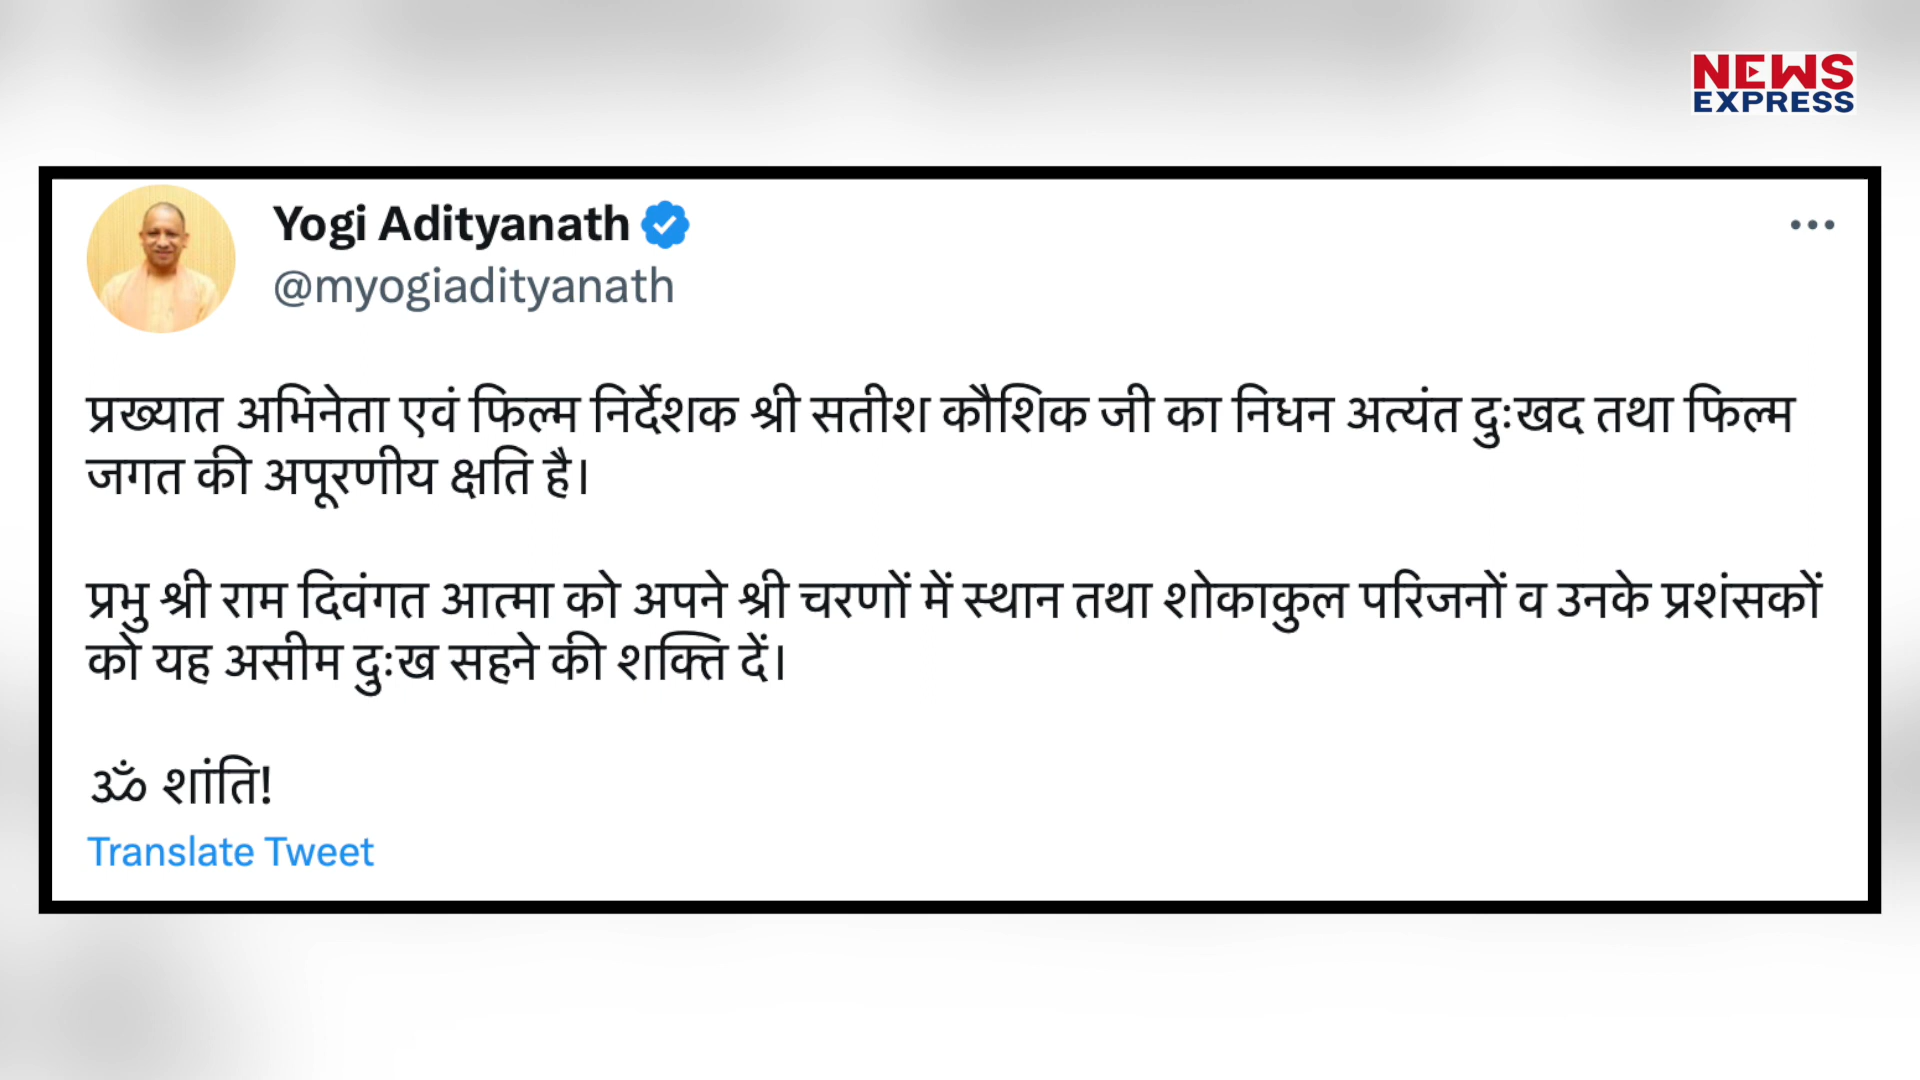 NEWS
EXPRESS
Yogi Adityanath
@myogiadityanath
प्रख्यात अभिनेता एवं फिल्म निर्देशक श्री सतीश कौशिक जी का निधन अत्यंत दुःखद तथा फिल्म
जगत की अपूरणीय क्षति है।
प्रभु श्री राम दिवंगत आत्मा को अपने श्री चरणों में स्थान तथा शोकाकुल परिजनों व उनके प्रशंसकों
को यह असीम दुःख सहने की शक्ति दें।
ॐ शांति!
Translate Tweet